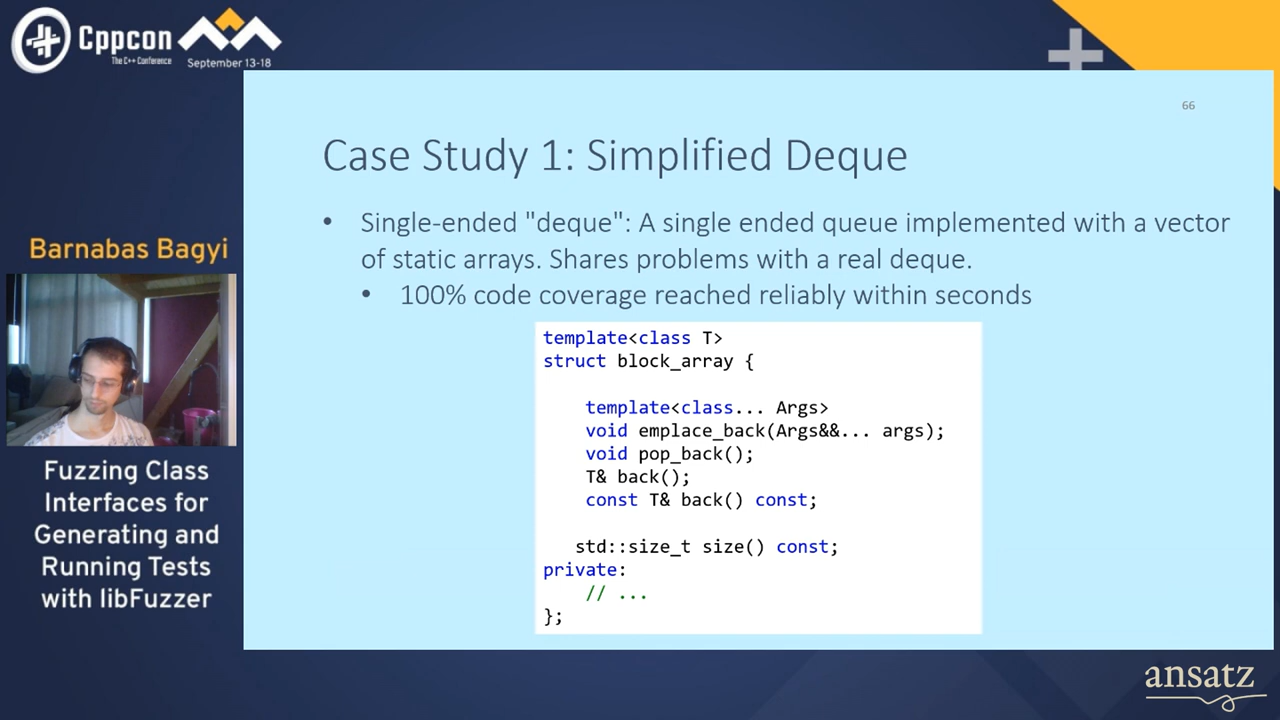 Cppcon
The C++ Conference
September 13-18
66
Case Study 1: Simplified Deque
• Single-ended "deque": A single ended queue implemented with a vector
of static arrays. Shares problems with a real deque.
• 100% code coverage reached reliably within seconds
template<class T>
struct block_array {
template<class... Args>
void emplace_back(Args&&... args);
void pop_back();
T& back();
const T& back() const;
std::size_t size() const;
private:
// ...
};
Barnabas Bagyi
Fuzzing Class
Interfaces for
Generating and
Running Tests
with libFuzzer
ansatz